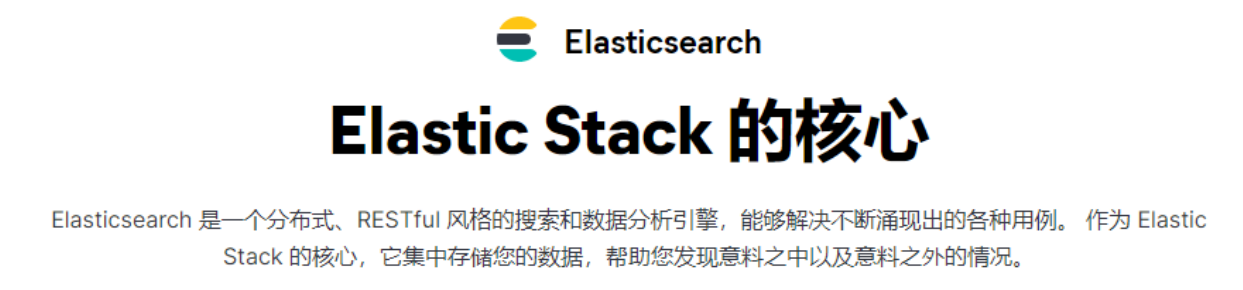 Elasticsearch
Elastic Stack 的核心
Elasticsearch 是一个分布式、RESTful 风格的搜索和数据分析引擎，能够解决不断涌现出的各种用例。 作为 Elastic
Stack 的核心，它集中存储您的数据，帮助您发现意料之中以及意料之外的情况。